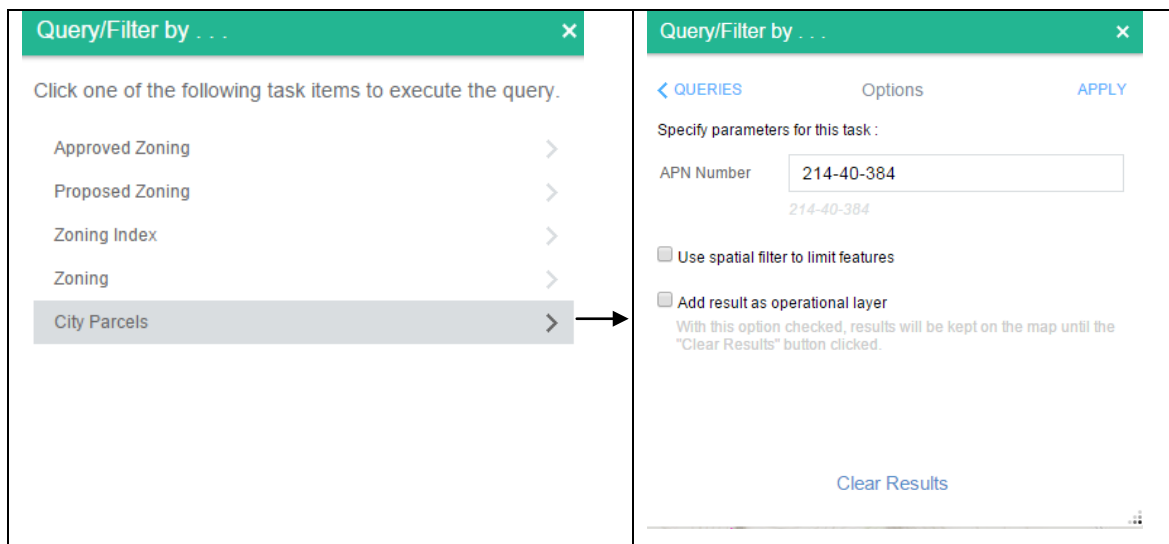 Query/Filter by . . .
×
Click one of the following task items to execute the query.
Approved Zoning
Proposed Zoning
Zoning Index
Zoning
City Parcels
Query/Filter by . . .
×
QUERIES
Options
APPLY
Specify parameters for this task :
APN Number
214-40-384
214-40-384
Use spatial filter to limit features
Add result as operational layer
With this option checked, results will be kept on the map until the
"Clear Results" button clicked.
Clear Results